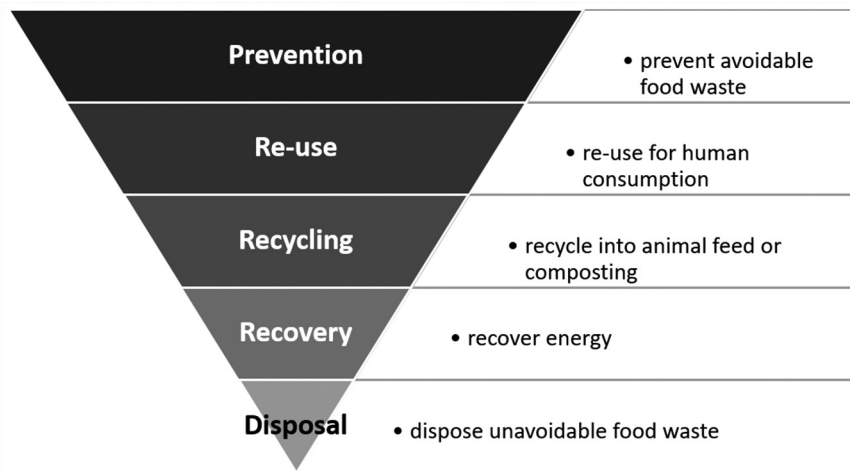 Prevention
• prevent avoidable
food waste
Re-use
• re-use for human
consumption
Recycling
• recycle into animal feed or
composting
Recovery
• recover energy
Disposal
• dispose unavoidable food waste